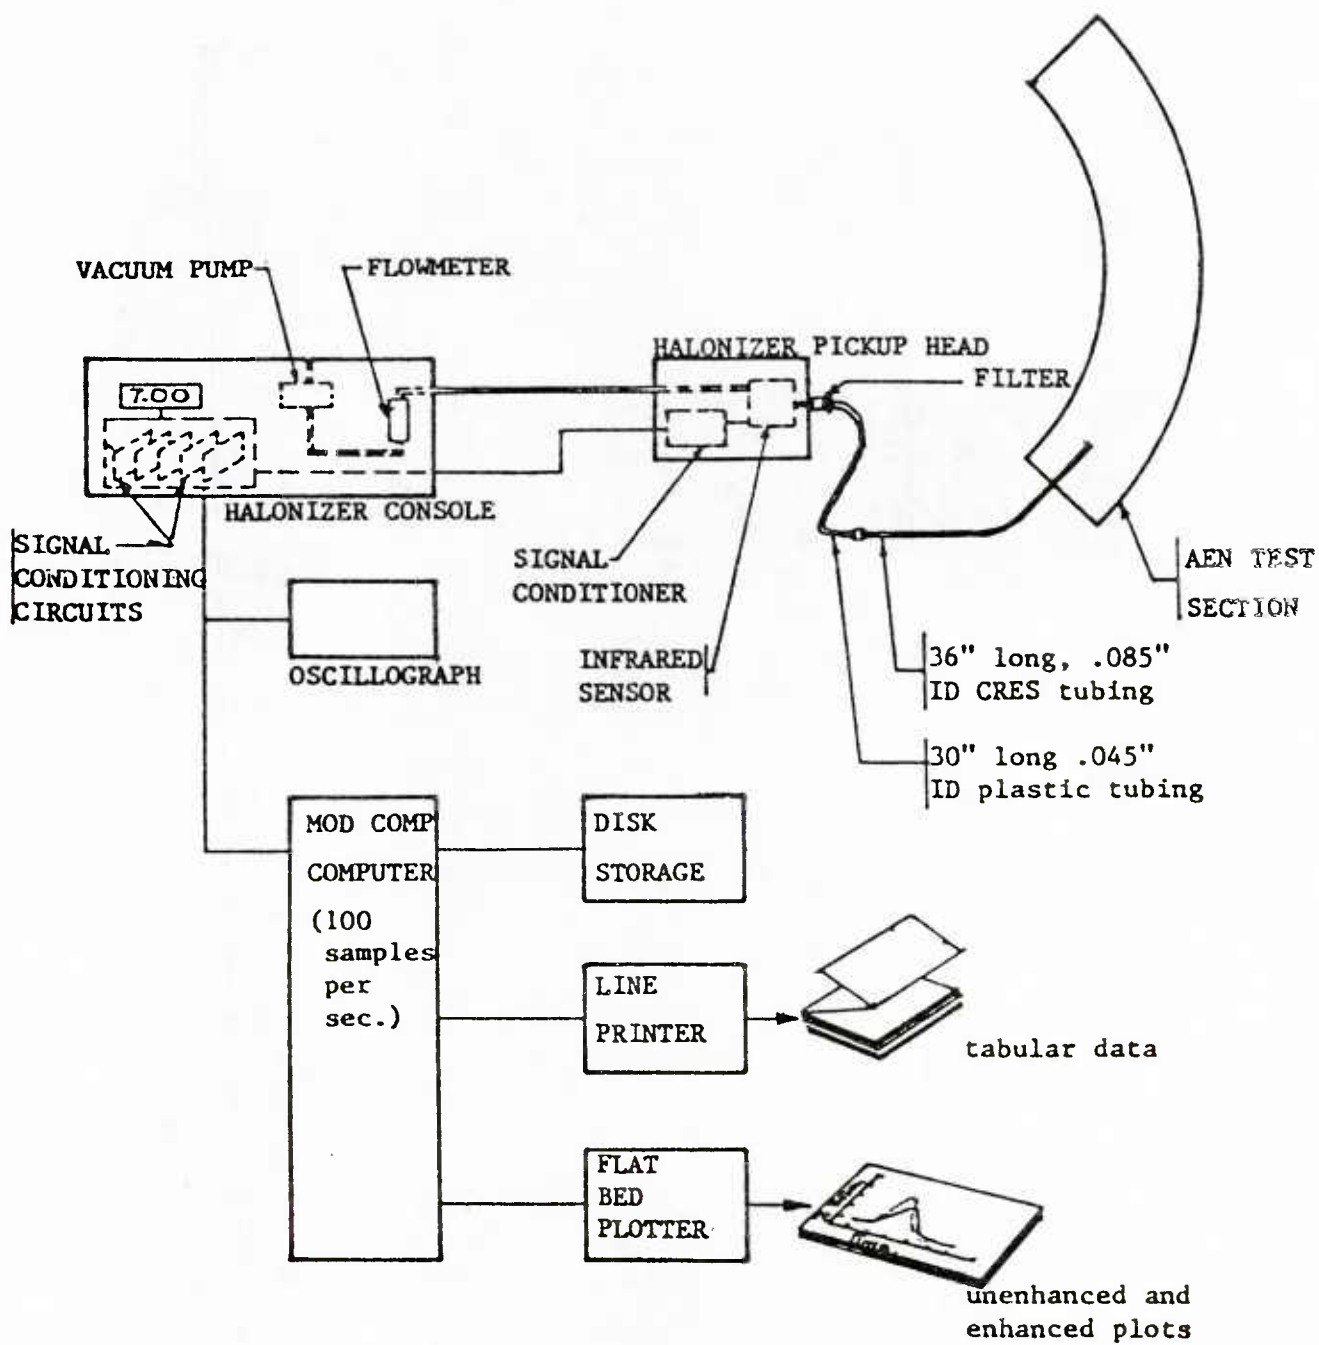 VACUUM PUMP
FLOWMETER
HALONIZER PICKUP HEAD
FILTER
7.00
HALONIZER CONSOLE
SIGNAL
CONDITIONING
CIRCUITS
SIGNAL
CONDITIONER
AEN TEST
SECTION
OSCILLOGRAPH
INFRARED
SENSOR
36" long, .085"
ID CRES tubing
30" long .045"
ID plastic tubing
MOD COMP
COMPUTER
(100
samples
per
sec.)
DISK
STORAGE
LINE
PRINTER
tabular data
FLAT
BED
PLOTTER
unenhanced and
enhanced plots